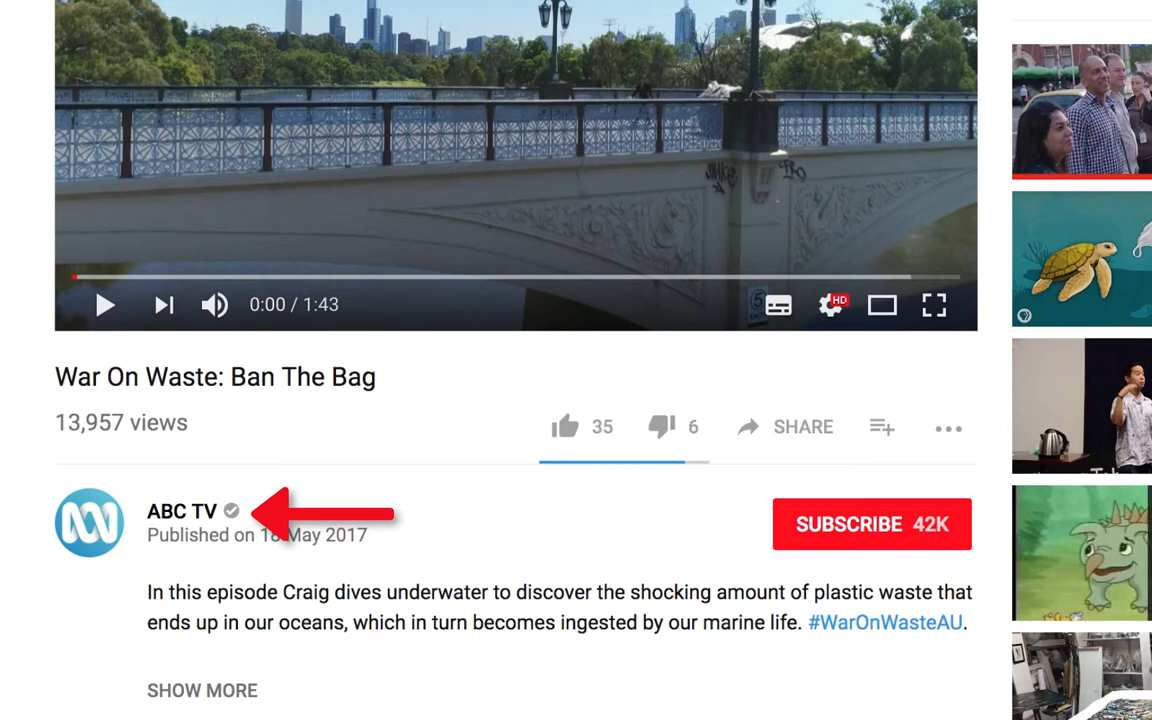 0:00 / 1:43
HD
War On Waste: Ban The Bag
13,957 views
35
6
SHARE
ABC TV
Published on 18 May 2017
SUBSCRIBE 42K
In this episode Craig dives underwater to discover the shocking amount of plastic waste that
ends up in our oceans, which in turn becomes ingested by our marine life. #WarOnWasteAU.
SHOW MORE